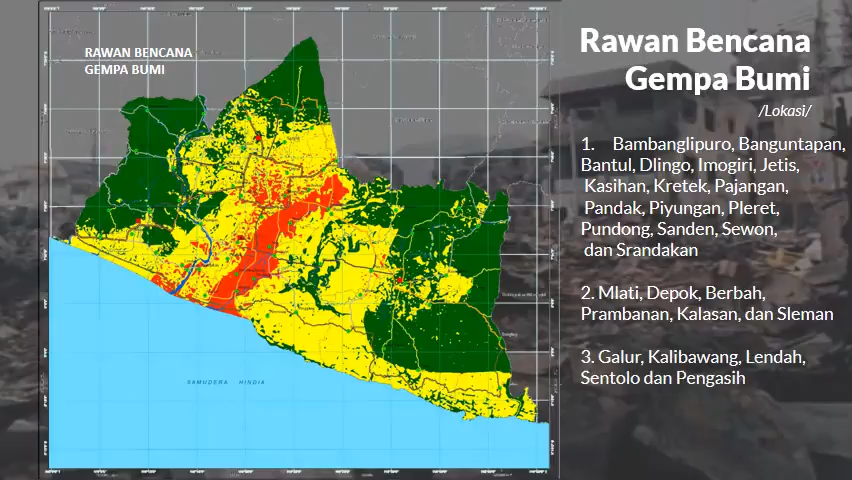 RAWAN BENCANA
GEMPA BUMI
SAMUDERA HINDIA
Rawan Bencana
Gempa Bumi
/Lokasi/
1. Bambanglipuro, Banguntapan,
Bantul, Dlingo, Imogiri, Jetis,
Kasihan, Kretek, Pajangan,
Pandak, Piyungan, Pleret,
Pundong, Sanden, Sewon,
dan Srandakan
2. Mlati, Depok, Berbah,
Prambanan, Kalasan, dan Sleman
3. Galur, Kalibawang, Lendah,
Sentolo dan Pengasih